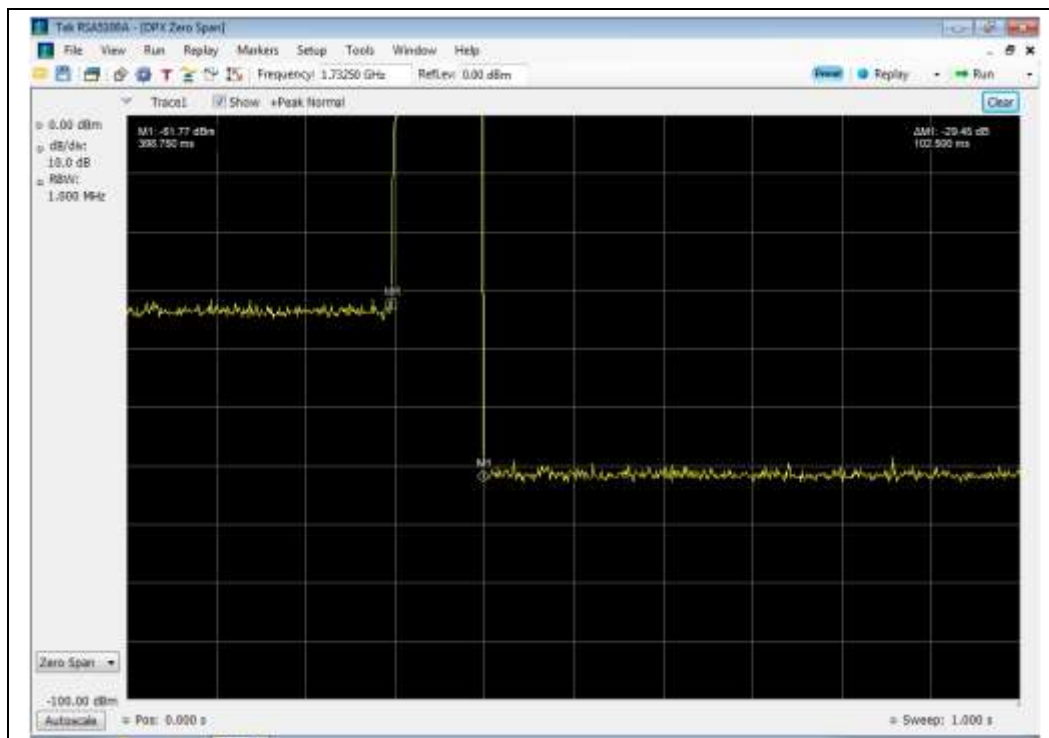 Tek RSA5100A - [DPX Zero Span]
File View Run Replay Markers Setup Tools Window Help
Frequency: 1.73250 GHz RefLev: 0.00 dBm Preset Replay Run
Trace1 Show +Peak Normal Clear
0.00 dBm
dB/div:
10.0 dB
RBW:
1.000 MHz
M1: -61.77 dBm
398.750 ms
ΔM1: -29.45 dB
102.500 ms
M1
Zero Span
-100.00 dBm
Autoscale Pos: 0.000 s Sweep: 1.000 s